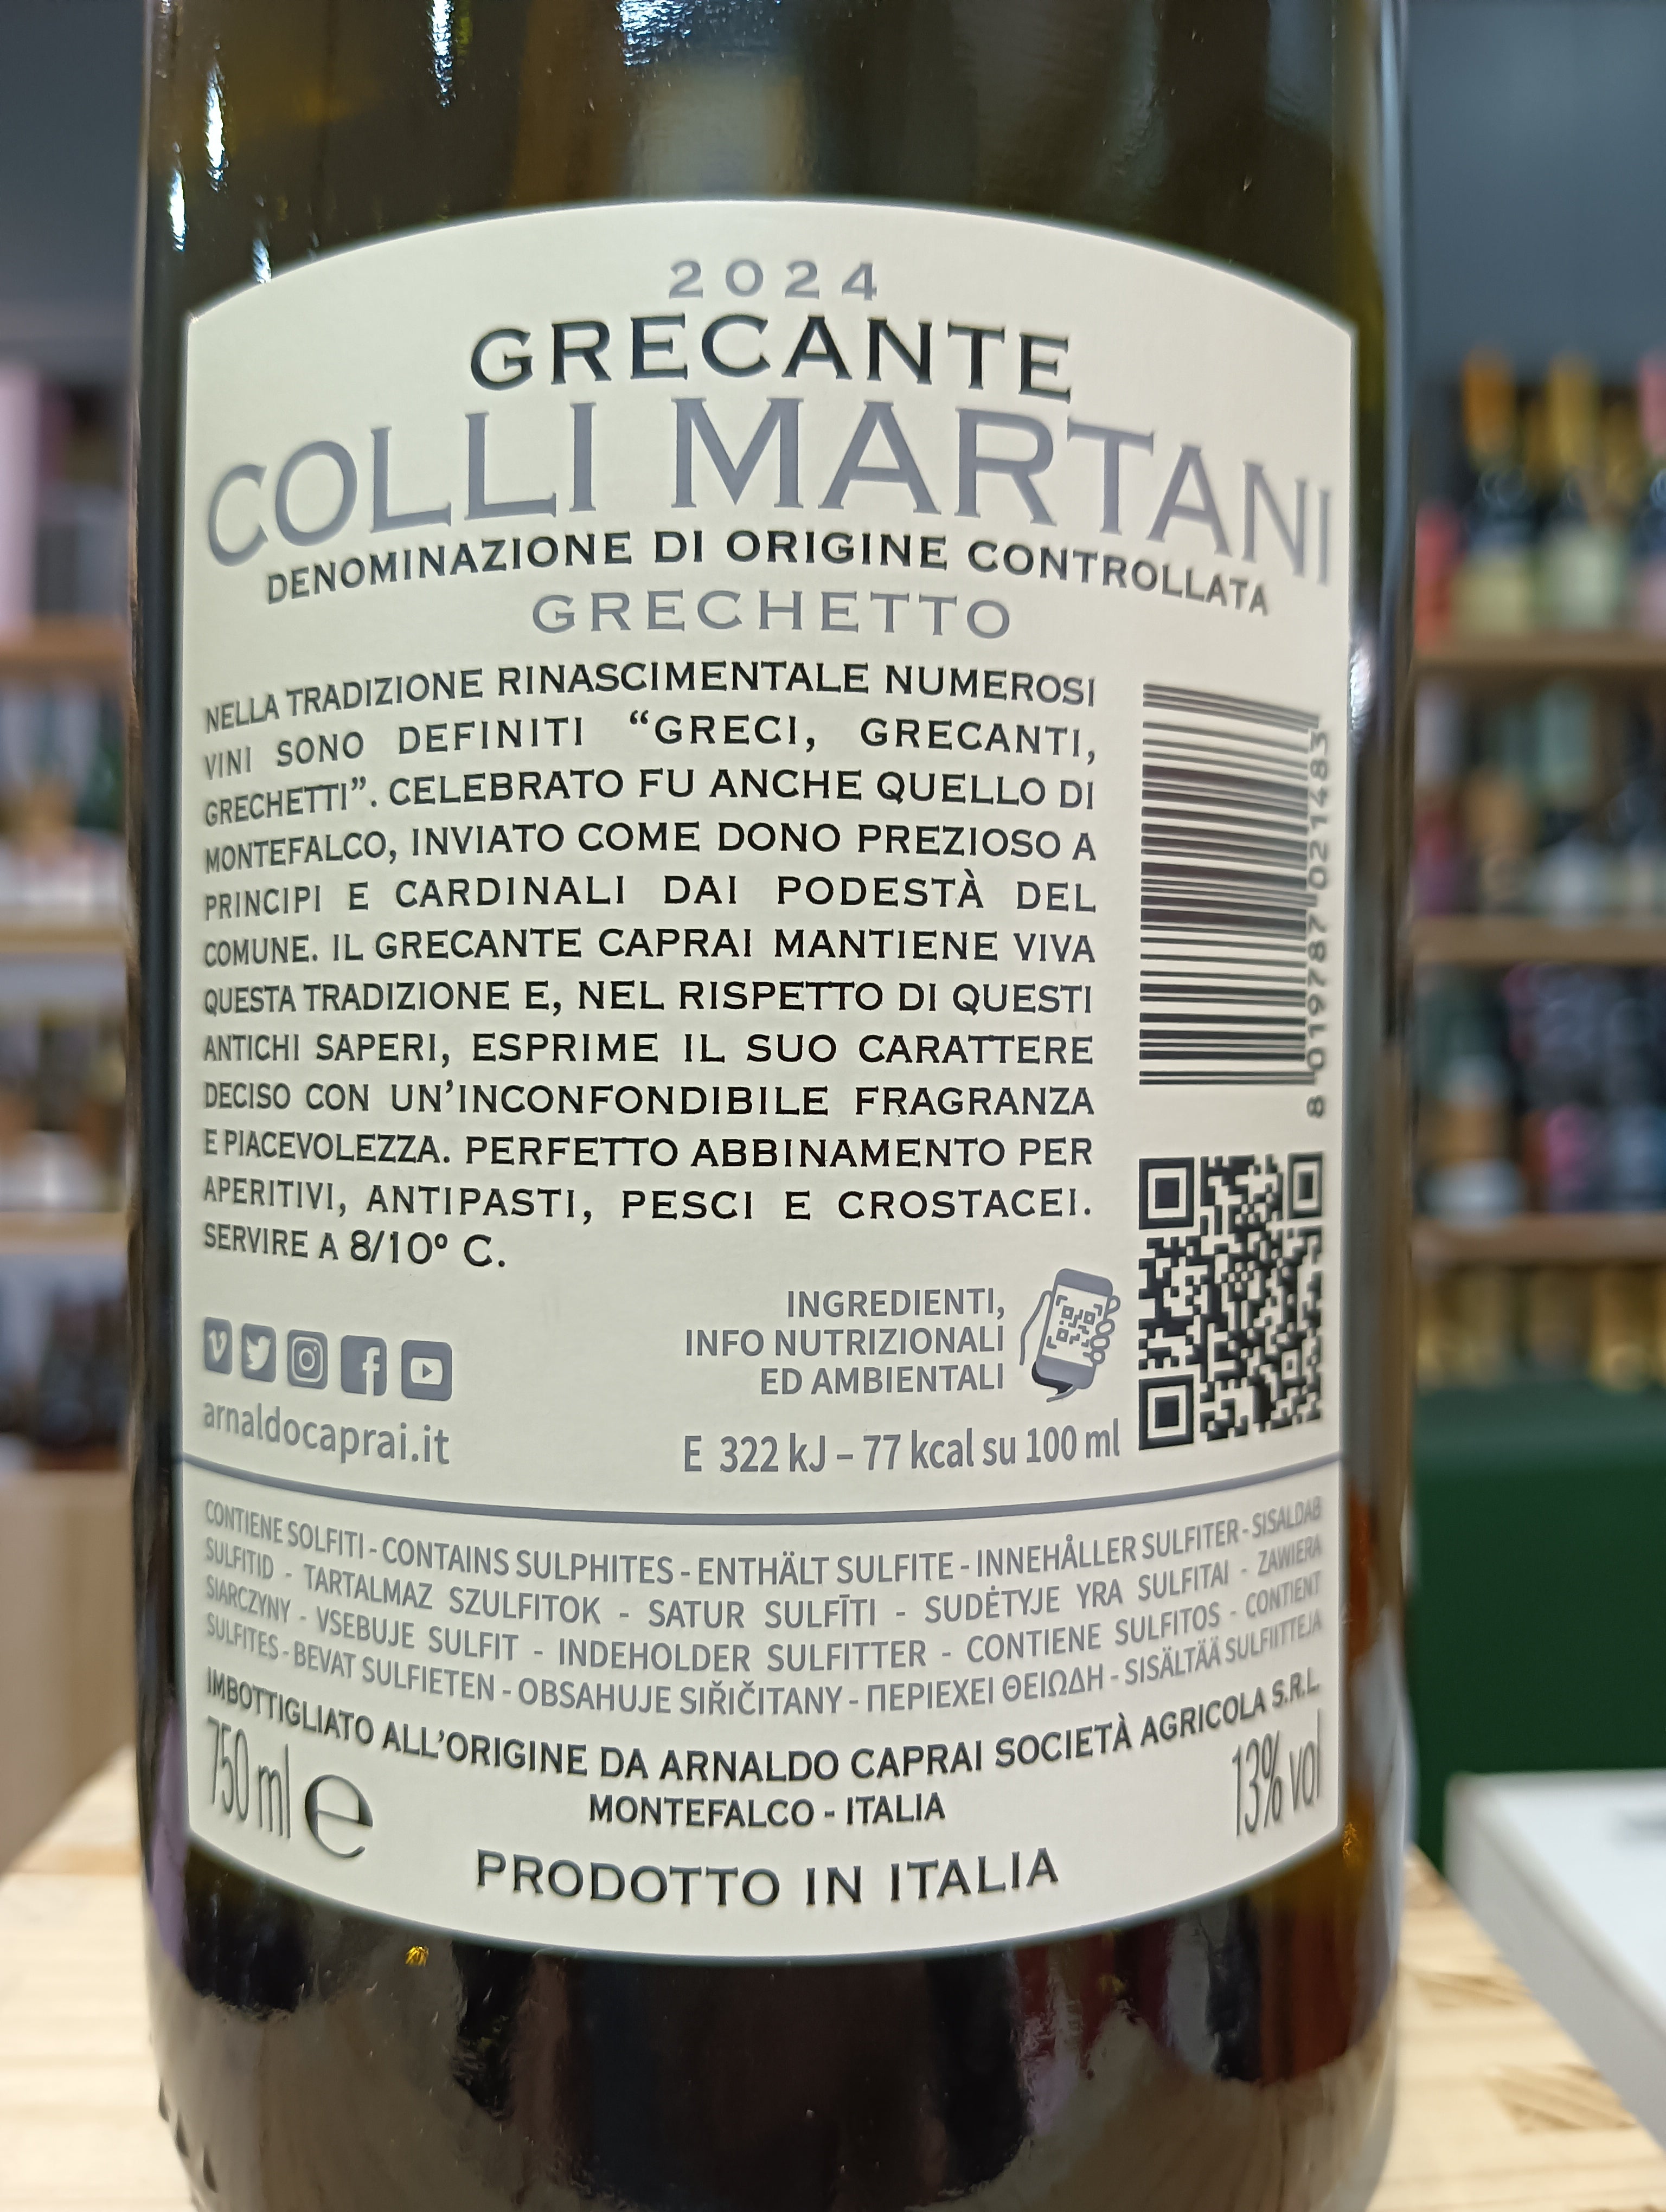 2024
GRECANTE
COLLI MARTANI
DENOMINAZIONE DI ORIGINE CONTROLLATA
GRECHETTO
NELLA TRADIZIONE RINASCIMENTALE NUMEROSI
VINI SONO DEFINITI “GRECI, GRECANTI,
GRECHETTI”. CELEBRATO FU ANCHE QUELLO DI
MONTEFALCO, INVIATO COME DONO PREZIOSO A
PRINCIPI E CARDINALI DAI PODESTÀ DEL
COMUNE. IL GRECANTE CAPRAI MANTIENE VIVA
QUESTA TRADIZIONE E, NEL RISPETTO DI QUESTI
ANTICHI SAPERI, ESPRIME IL SUO CARATTERE
DECISO CON UN’INCONFONDIBILE FRAGRANZA
E PIACEVOLEZZA. PERFETTO ABBINAMENTO PER
APERITIVI, ANTIPASTI, PESCI E CROSTACEI.
SERVIRE A 8/10° C.
8 019787 021483
INGREDIENTI,
INFO NUTRIZIONALI
ED AMBIENTALI
arnaldocaprai.it
E 322 kJ – 77 kcal su 100 ml
CONTIENE SOLFITI - CONTAINS SULPHITES - ENTHÄLT SULFITE - INNEHÅLLER SULFITER - SISALDAB
SULFITID - TARTALMAZ SZULFITOK - SATUR SULFĪTI - SUDĖTYJE YRA SULFITAI - ZAWIERA
SIARCZYNY - VSEBUJE SULFIT - INDEHOLDER SULFITTER - CONTIENE SULFITOS - CONTIENT
SULFITES - BEVAT SULFIETEN - OBSAHUJE SIŘIČITANY - ΠΕΡΙΕΧΕΙ ΘΕΙΩΔΗ - SISÄLTÄÄ SULFIITTEJA
IMBOTTIGLIATO ALL’ORIGINE DA ARNALDO CAPRAI SOCIETÀ AGRICOLA S.R.L.
MONTEFALCO - ITALIA
750 ml e
13% vol
PRODOTTO IN ITALIA